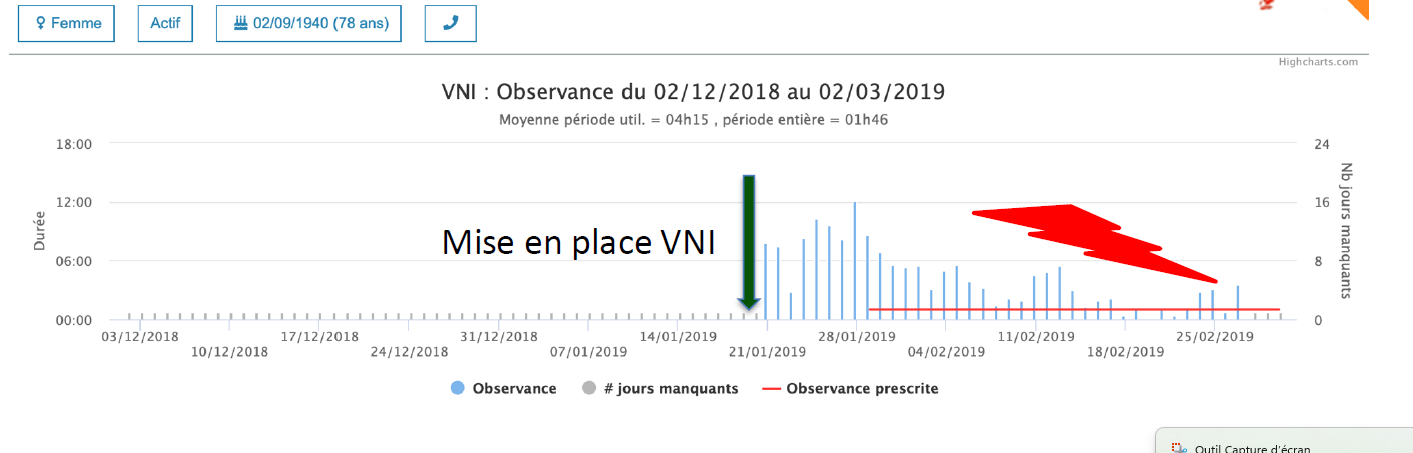 Femme
Actif
02/09/1940 (78 ans)
Highcharts.com
VNI : Observance du 02/12/2018 au 02/03/2019
Moyenne période util. = 04h15 , période entière = 01h46
18:00
24
12:00
16
Mise en place VNI
06:00
8
00:00
0
Durée
Nb jours manquants
03/12/2018
17/12/2018
31/12/2018
14/01/2019
28/01/2019
11/02/2019
25/02/2019
10/12/2018
24/12/2018
07/01/2019
21/01/2019
04/02/2019
18/02/2019
Observance
# jours manquants
Observance prescrite
Outil Capture d'écran